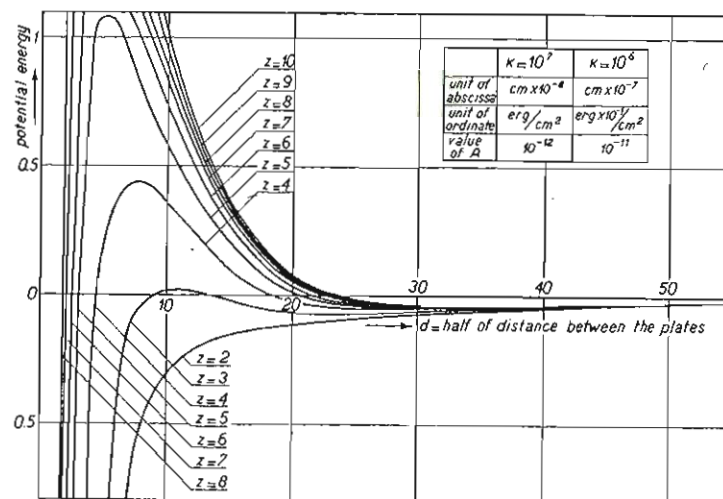 1
0.5
0
0.5
potential energy
z=10
z=9
z=8
z=7
z=6
z=5
z=4
κ=10⁷ κ=10⁶
unit of abscissa cm×10⁻⁸ cm×10⁻⁷
unit of ordinate erg/cm² erg×10⁻¹/cm²
value of A 10⁻¹² 10⁻¹¹
10 20 30 40 50
d=half of distance between the plates
z=2
z=3
z=4
z=5
z=6
z=7
z=8